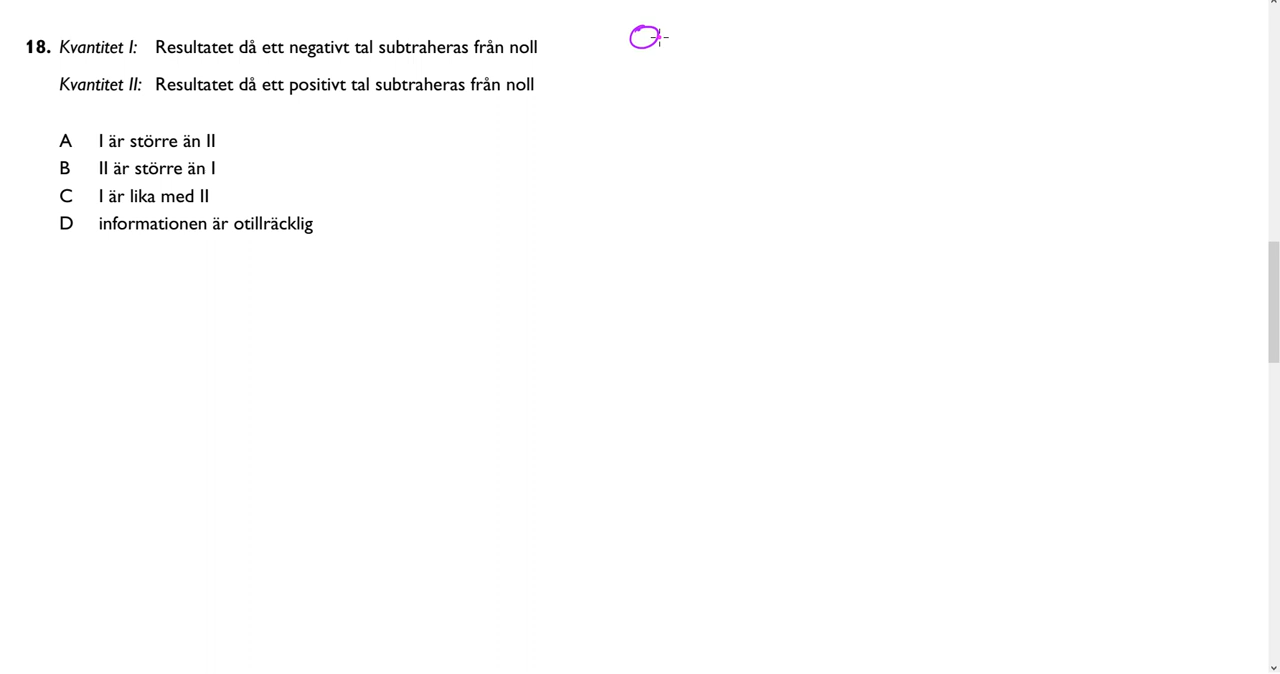 18. Kvantitet I: Resultatet då ett negativt tal subtraheras från noll
Kvantitet II: Resultatet då ett positivt tal subtraheras från noll
A I är större än II
B II är större än I
C I är lika med II
D informationen är otillräcklig